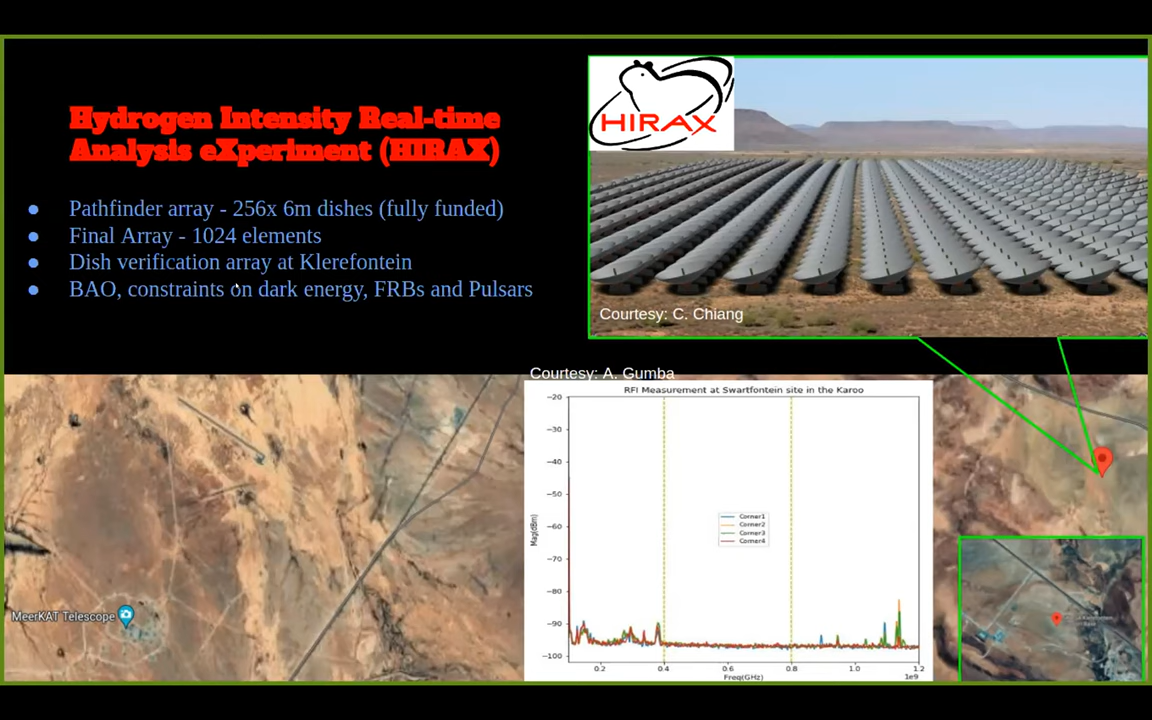 Hydrogen Intensity Real-time
Analysis eXperiment (HIRAX)
● Pathfinder array - 256x 6m dishes (fully funded)
● Final Array - 1024 elements
● Dish verification array at Klerefontein
● BAO, constraints on dark energy, FRBs and Pulsars
HIRAX
Courtesy: C. Chiang
Courtesy: A. Gumba
RFI Measurement at Swartfontein site in the Karoo
Mag(dBm)
-20
-30
-40
-50
-60
-70
-80
-90
-100
Corner1
Corner2
Corner3
Corner4
0.2 0.4 0.6 0.8 1.0 1.2
1e9
Freq(GHz)
MeerKAT Telescope